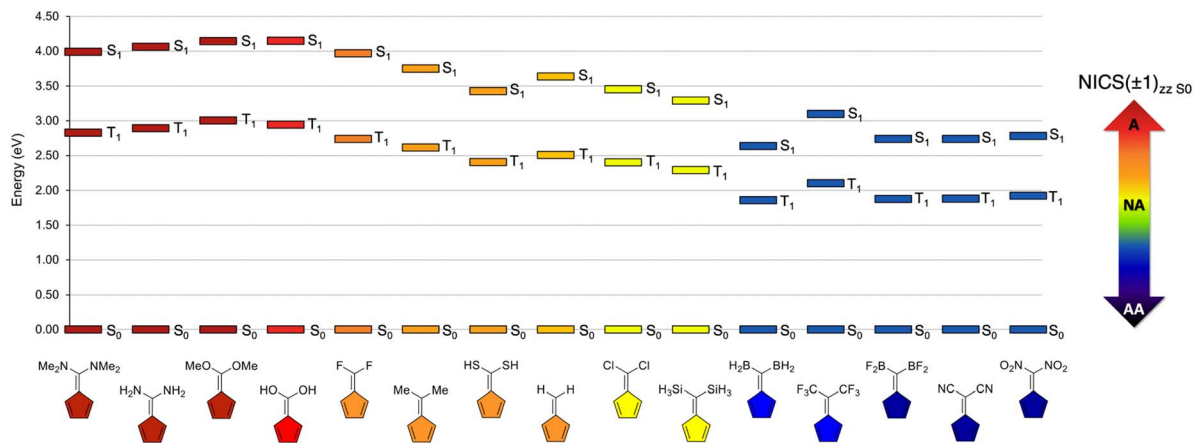 4.50
4.00
3.50
3.00
2.50
2.00
1.50
1.00
0.50
0.00
Energy (eV)
S₁ S₁ S₁ S₁ S₁ S₁ S₁ S₁ S₁ S₁ S₁ S₁ S₁ S₁ S₁
T₁ T₁ T₁ T₁ T₁ T₁ T₁ T₁ T₁ T₁ T₁ T₁ T₁ T₁ T₁
S₀ S₀ S₀ S₀ S₀ S₀ S₀ S₀ S₀ S₀ S₀ S₀ S₀ S₀ S₀
Me₂N NMe₂
H₂N NH₂
MeO OMe
HO OH
F F
Me Me
HS SH
H H
Cl Cl
H₃Si SiH₃
H₂B BH₂
F₃C CF₃
F₂B BF₂
NC CN
O₂N NO₂
NICS(±1)zz S0
A
NA
AA